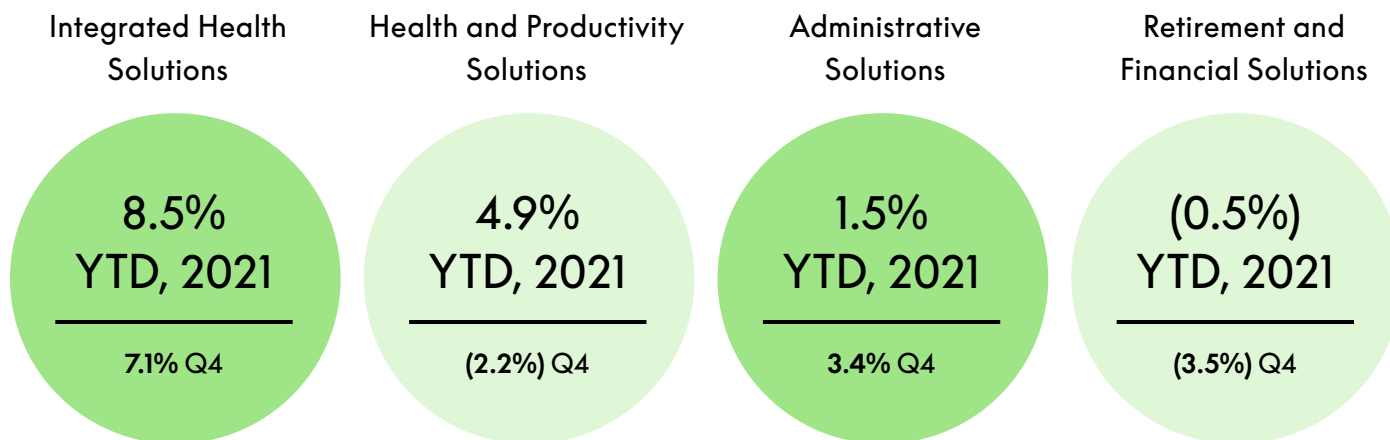 Integrated Health
Solutions
8.5%
YTD, 2021
7.1% Q4
Health and Productivity
Solutions
4.9%
YTD, 2021
(2.2%) Q4
Administrative
Solutions
1.5%
YTD, 2021
3.4% Q4
Retirement and
Financial Solutions
(0.5%)
YTD, 2021
(3.5%) Q4